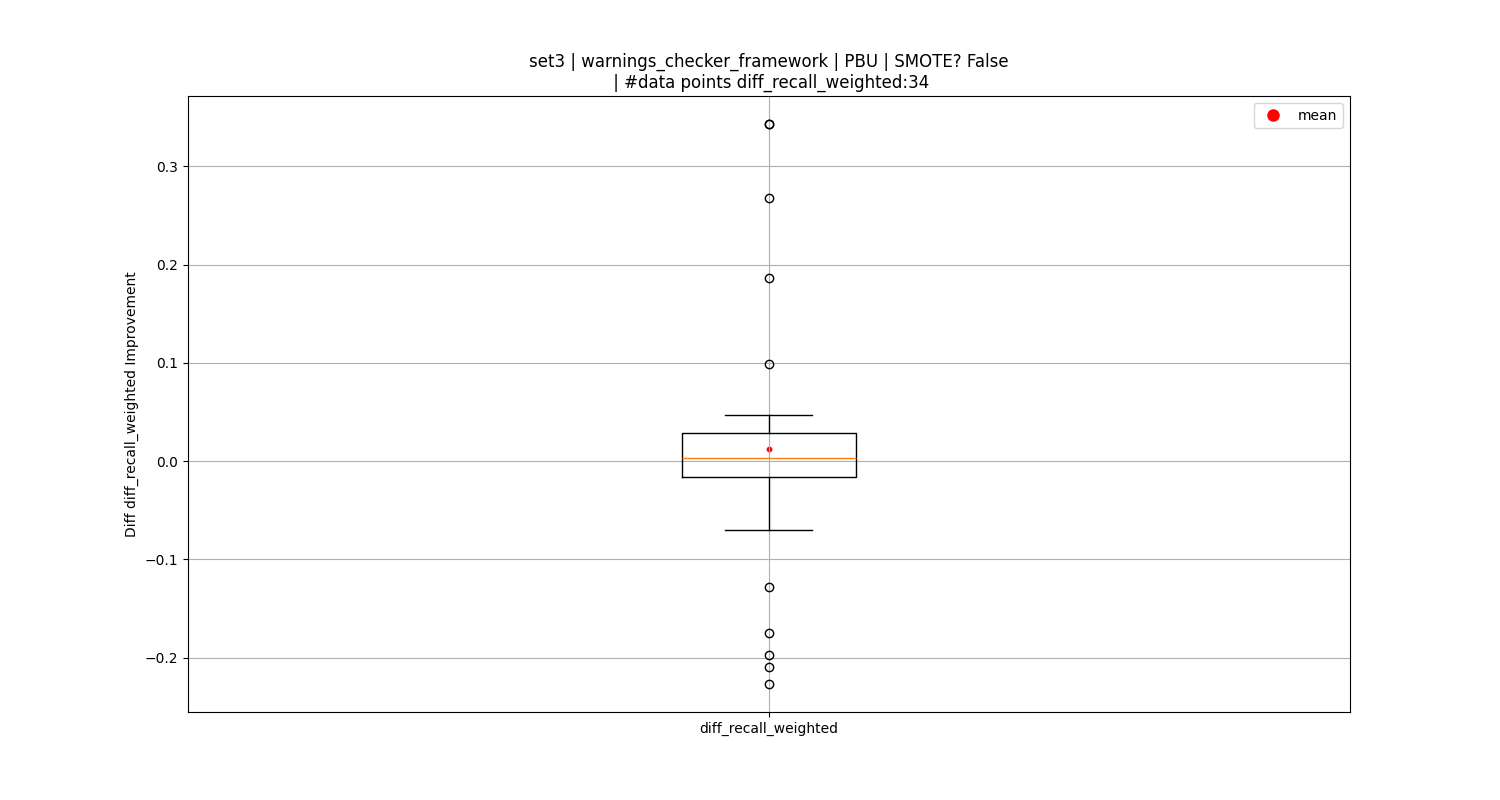 set3 | warnings_checker_framework | PBU | SMOTE? False
| #data points diff_recall_weighted:34
mean
0.3
0.2
0.1
0.0
−0.1
−0.2
Diff diff_recall_weighted Improvement
diff_recall_weighted